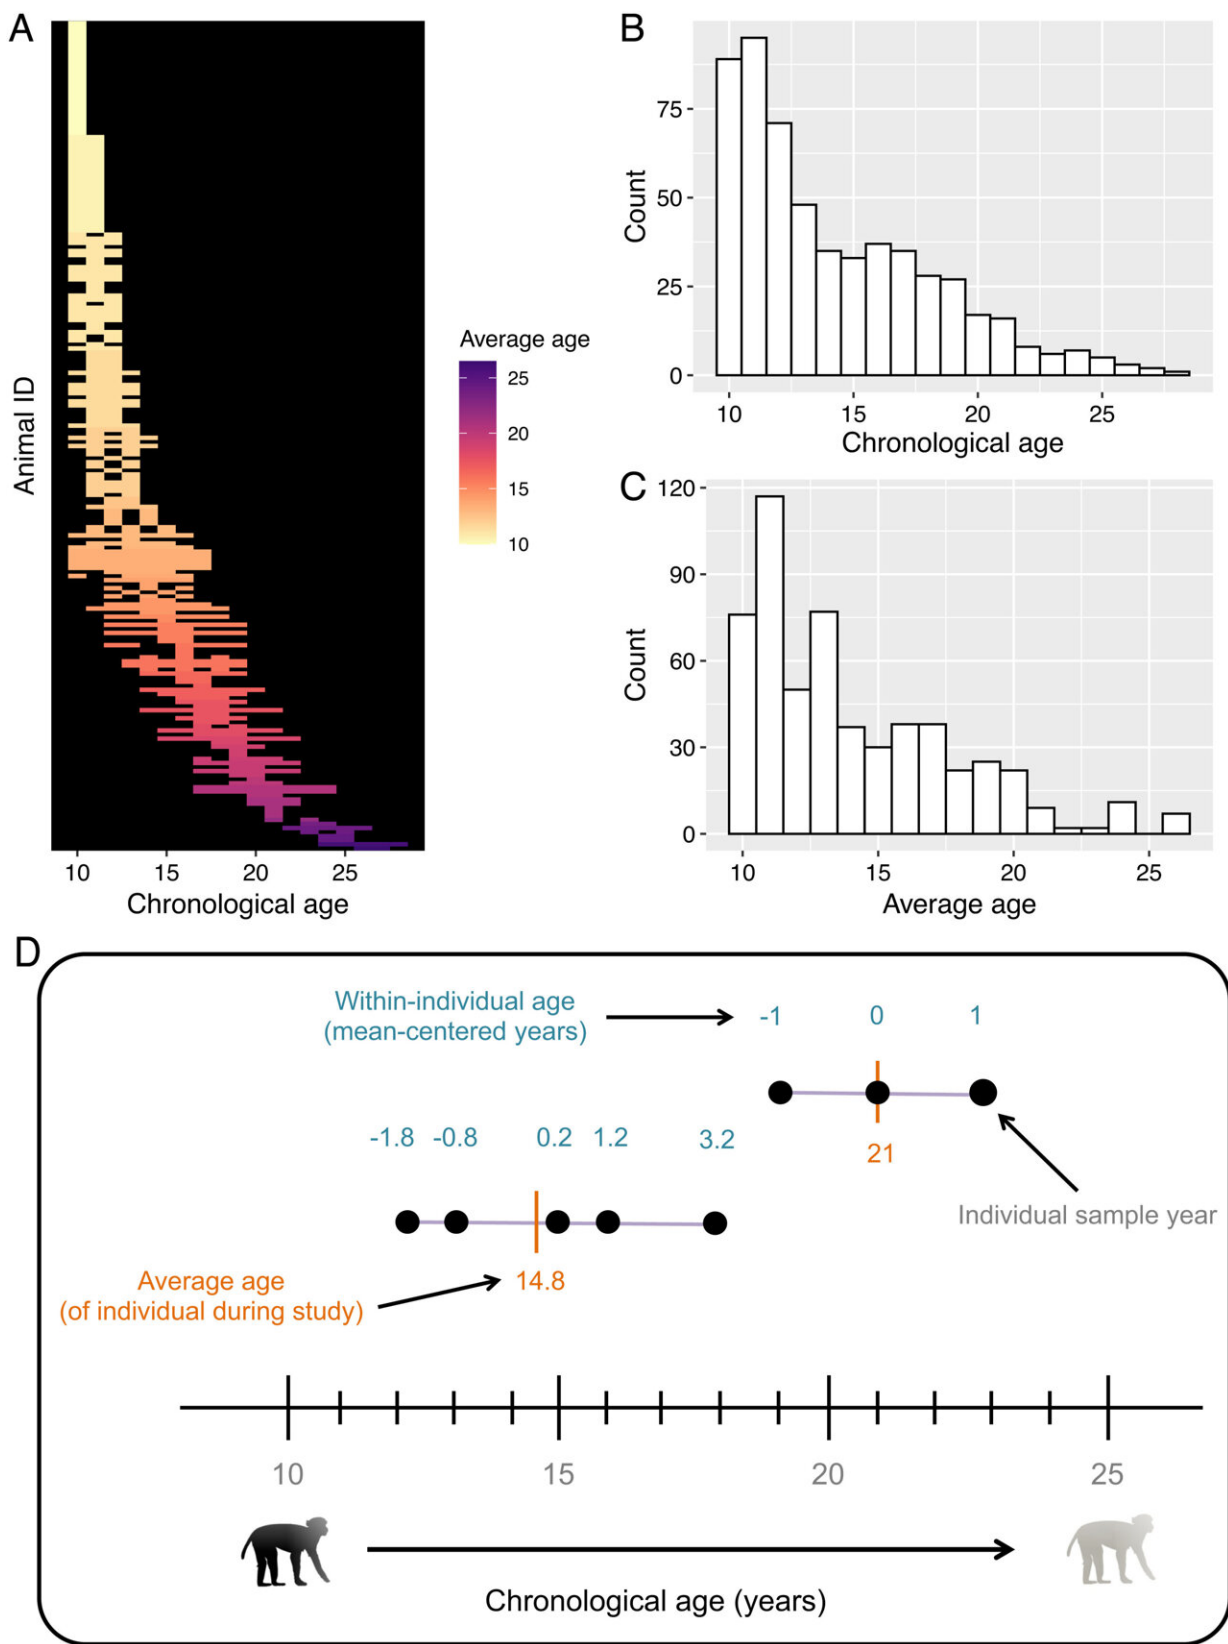 A
Animal ID
10
15
20
25
Chronological age
Average age
25
20
15
10
B
Count
75
50
25
0
10
15
20
25
Chronological age
C
Count
120
90
60
30
0
10
15
20
25
Average age
D
Within-individual age
(mean-centered years)
-1
0
1
21
Individual sample year
-1.8
-0.8
0.2
1.2
3.2
Average age
(of individual during study)
14.8
10
15
20
25
Chronological age (years)